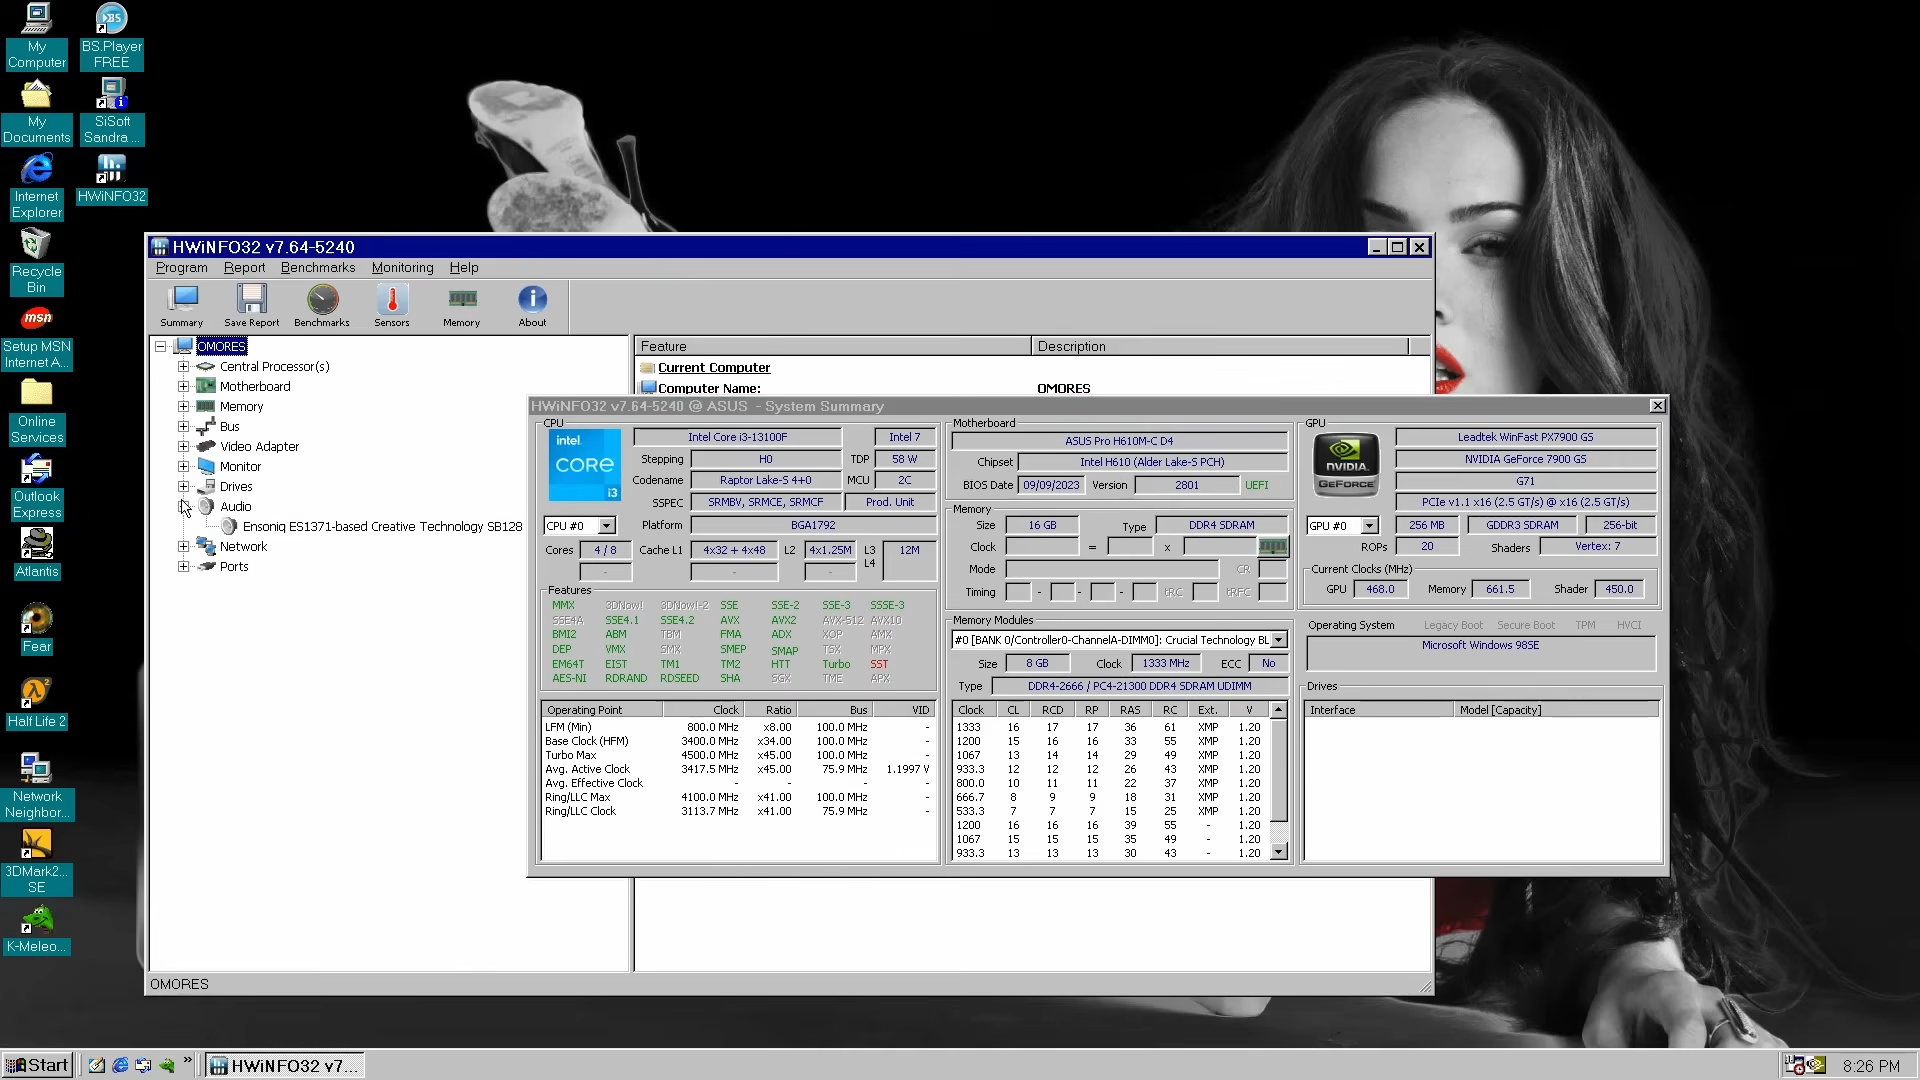 My
Computer
BS.Player
FREE
My
Documents
SiSoft
Sandra ...
Internet
Explorer
HWiNFO32
Recycle
Bin
msn
Setup MSN
Internet A...
Online
Services
Outlook
Express
Atlantis
Fear
Half Life 2
Network
Neighbor...
3DMark2...
SE
K-Meleo...
HWiNFO32 v7.64-5240
Program Report Benchmarks Monitoring Help
Summary Save Report Benchmarks Sensors Memory About
OMORES
Central Processor(s)
Motherboard
Memory
Bus
Video Adapter
Monitor
Drives
Audio
Ensoniq ES1371-based Creative Technology SB128
Network
Ports
Feature Description
Current Computer
Computer Name: OMORES
HWiNFO32 v7.64-5240 @ ASUS - System Summary
CPU
intel.
CORE
i3
Intel Core i3-13100F Intel 7
Stepping H0 TDP 58 W
Codename Raptor Lake-S 4+0 MCU 2C
SSPEC SRMBV, SRMCE, SRMCF Prod. Unit
CPU #0 Platform BGA1792
Cores 4 / 8 Cache L1 4x32 + 4x48 L2 4x1.25M L3 12M
- - - L4
Features
MMX 3DNow! 3DNow!-2 SSE SSE-2 SSE-3 SSSE-3
SSE4A SSE4.1 SSE4.2 AVX AVX2 AVX-512 AVX10
BMI2 ABM TBM FMA ADX XOP AMX
DEP VMX SMX SMEP SMAP TSX MPX
EM64T EIST TM1 TM2 HTT Turbo SST
AES-NI RDRAND RDSEED SHA SGX TME APX
Operating Point Clock Ratio Bus VID
LFM (Min) 800.0 MHz x8.00 100.0 MHz -
Base Clock (HFM) 3400.0 MHz x34.00 100.0 MHz -
Turbo Max 4500.0 MHz x45.00 100.0 MHz -
Avg. Active Clock 3417.5 MHz x45.00 75.9 MHz 1.1997 V
Avg. Effective Clock - - - -
Ring/LLC Max 4100.0 MHz x41.00 100.0 MHz -
Ring/LLC Clock 3113.7 MHz x41.00 75.9 MHz -
Motherboard
ASUS Pro H610M-C D4
Chipset Intel H610 (Alder Lake-S PCH)
BIOS Date 09/09/2023 Version 2801 UEFI
Memory
Size 16 GB Type DDR4 SDRAM
Clock = x
Mode CR
Timing - - - tRC tRFC
Memory Modules
#0 [BANK 0/Controller0-ChannelA-DIMM0]: Crucial Technology BL
Size 8 GB Clock 1333 MHz ECC No
Type DDR4-2666 / PC4-21300 DDR4 SDRAM UDIMM
Clock CL RCD RP RAS RC Ext. V
1333 16 17 17 36 61 XMP 1.20
1200 15 16 16 33 55 XMP 1.20
1067 13 14 14 29 49 XMP 1.20
933.3 12 12 12 26 43 XMP 1.20
800.0 10 11 11 22 37 XMP 1.20
666.7 8 9 9 18 31 XMP 1.20
533.3 7 7 7 15 25 XMP 1.20
1200 16 16 16 39 55 - 1.20
1067 15 15 15 35 49 - 1.20
933.3 13 13 13 30 43 - 1.20
GPU
NVIDIA
GEFORCE
Leadtek WinFast PX7900 GS
NVIDIA GeForce 7900 GS
G71
PCIe v1.1 x16 (2.5 GT/s) @ x16 (2.5 GT/s)
GPU #0 256 MB GDDR3 SDRAM 256-bit
ROPs 20 Shaders Vertex: 7
Current Clocks (MHz)
GPU 468.0 Memory 661.5 Shader 450.0
Operating System Legacy Boot Secure Boot TPM HVCI
Microsoft Windows 98SE
Drives
Interface Model [Capacity]
OMORES
Start
HWiNFO32 v7...
8:26 PM